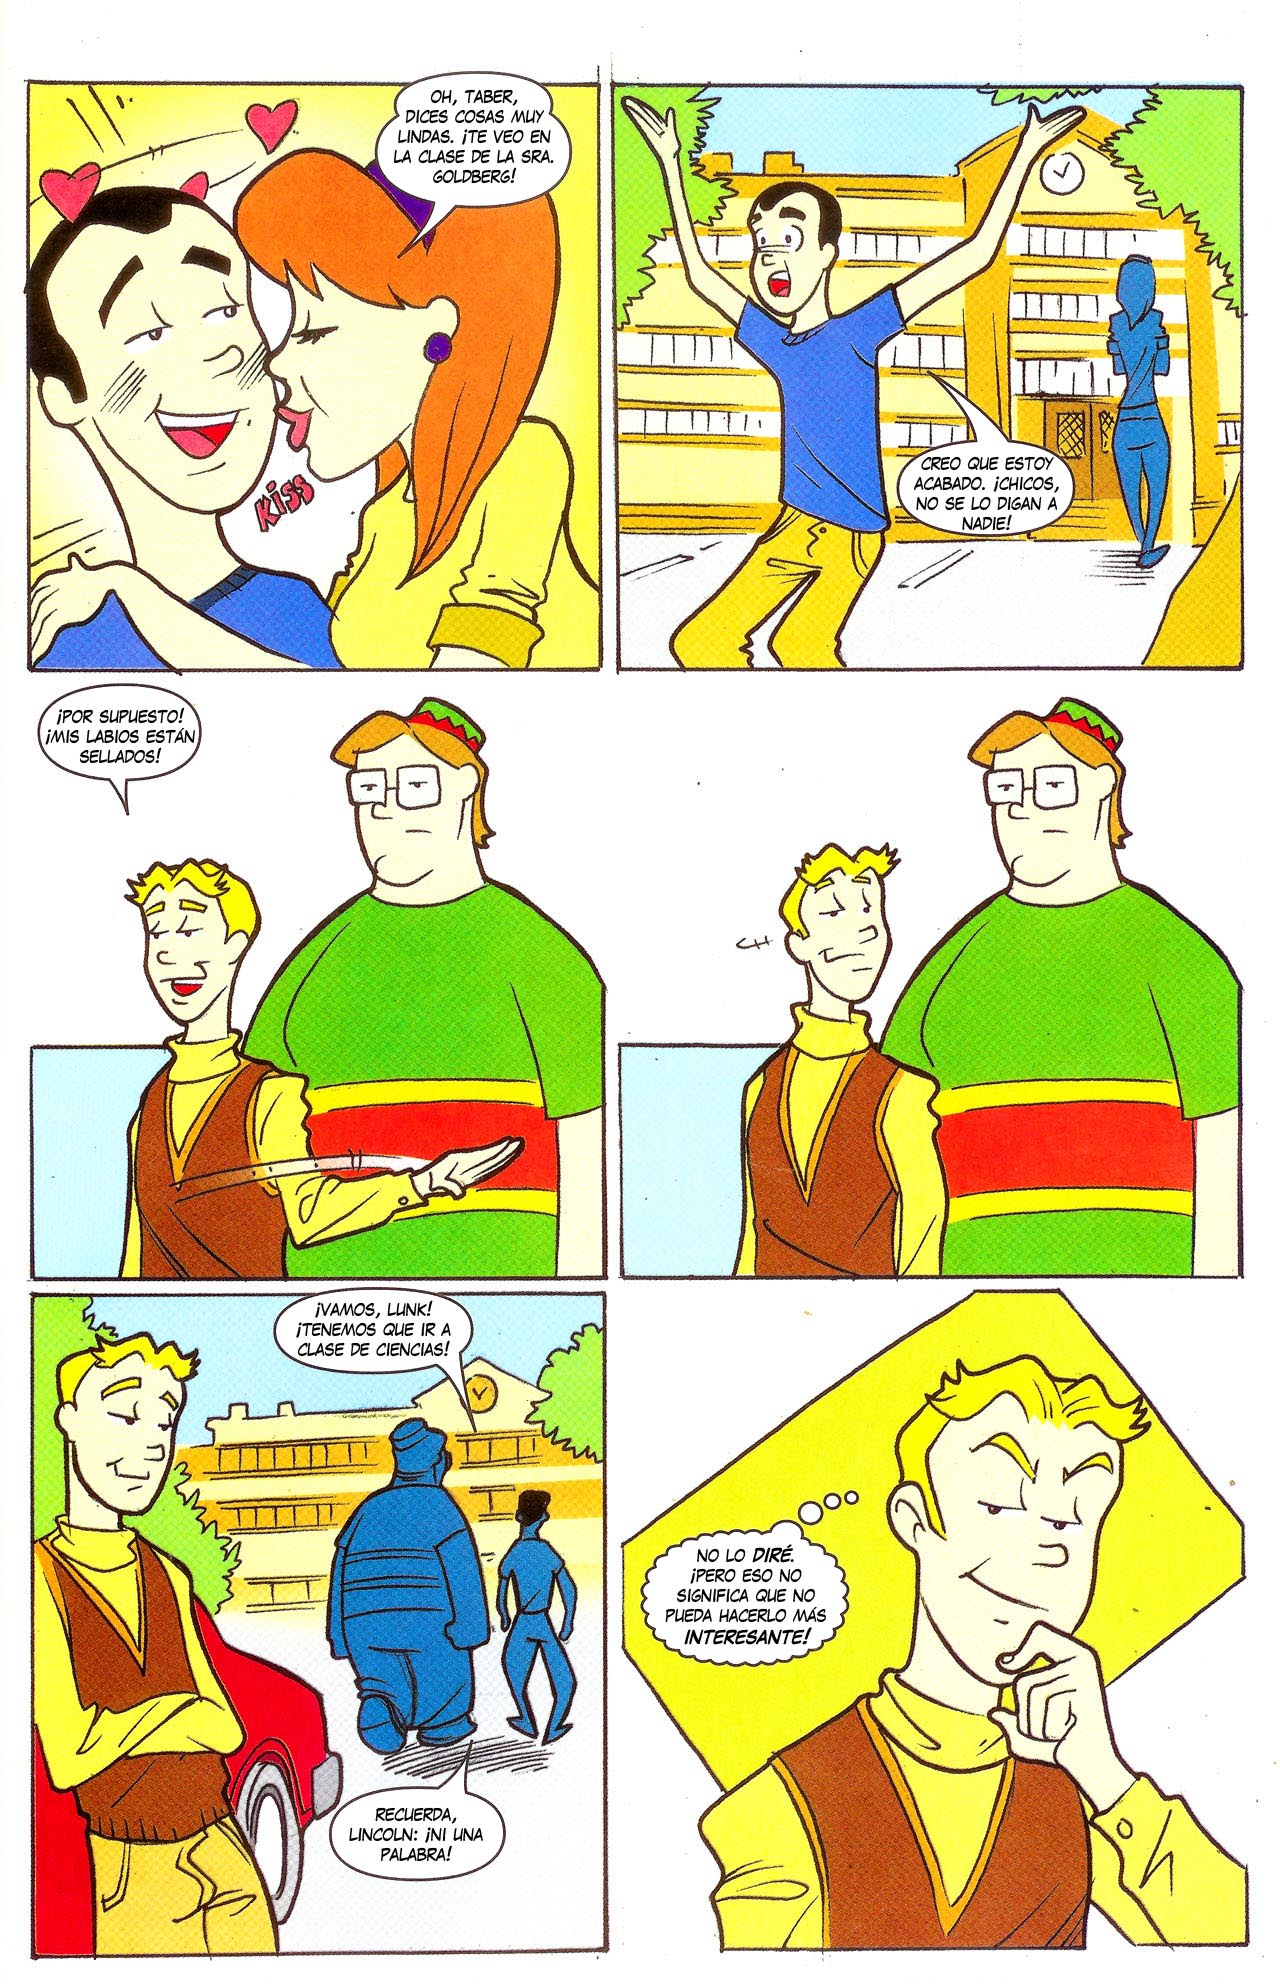 OH, TABER,
DICES COSAS MUY
LINDAS. ¡TE VEO EN
LA CLASE DE LA SRA.
GOLDBERG!
KISS
CREO QUE ESTOY
ACABADO. ¡CHICOS,
NO SE LO DIGAN A
NADIE!
¡POR SUPUESTO!
¡MIS LABIOS ESTÁN
SELLADOS!
¡VAMOS, LUNK!
¡TENEMOS QUE IR A
CLASE DE CIENCIAS!
RECUERDA,
LINCOLN: ¡NI UNA
PALABRA!
NO LO DIRÉ.
¡PERO ESO NO
SIGNIFICA QUE NO
PUEDA HACERLO MÁS
INTERESANTE!